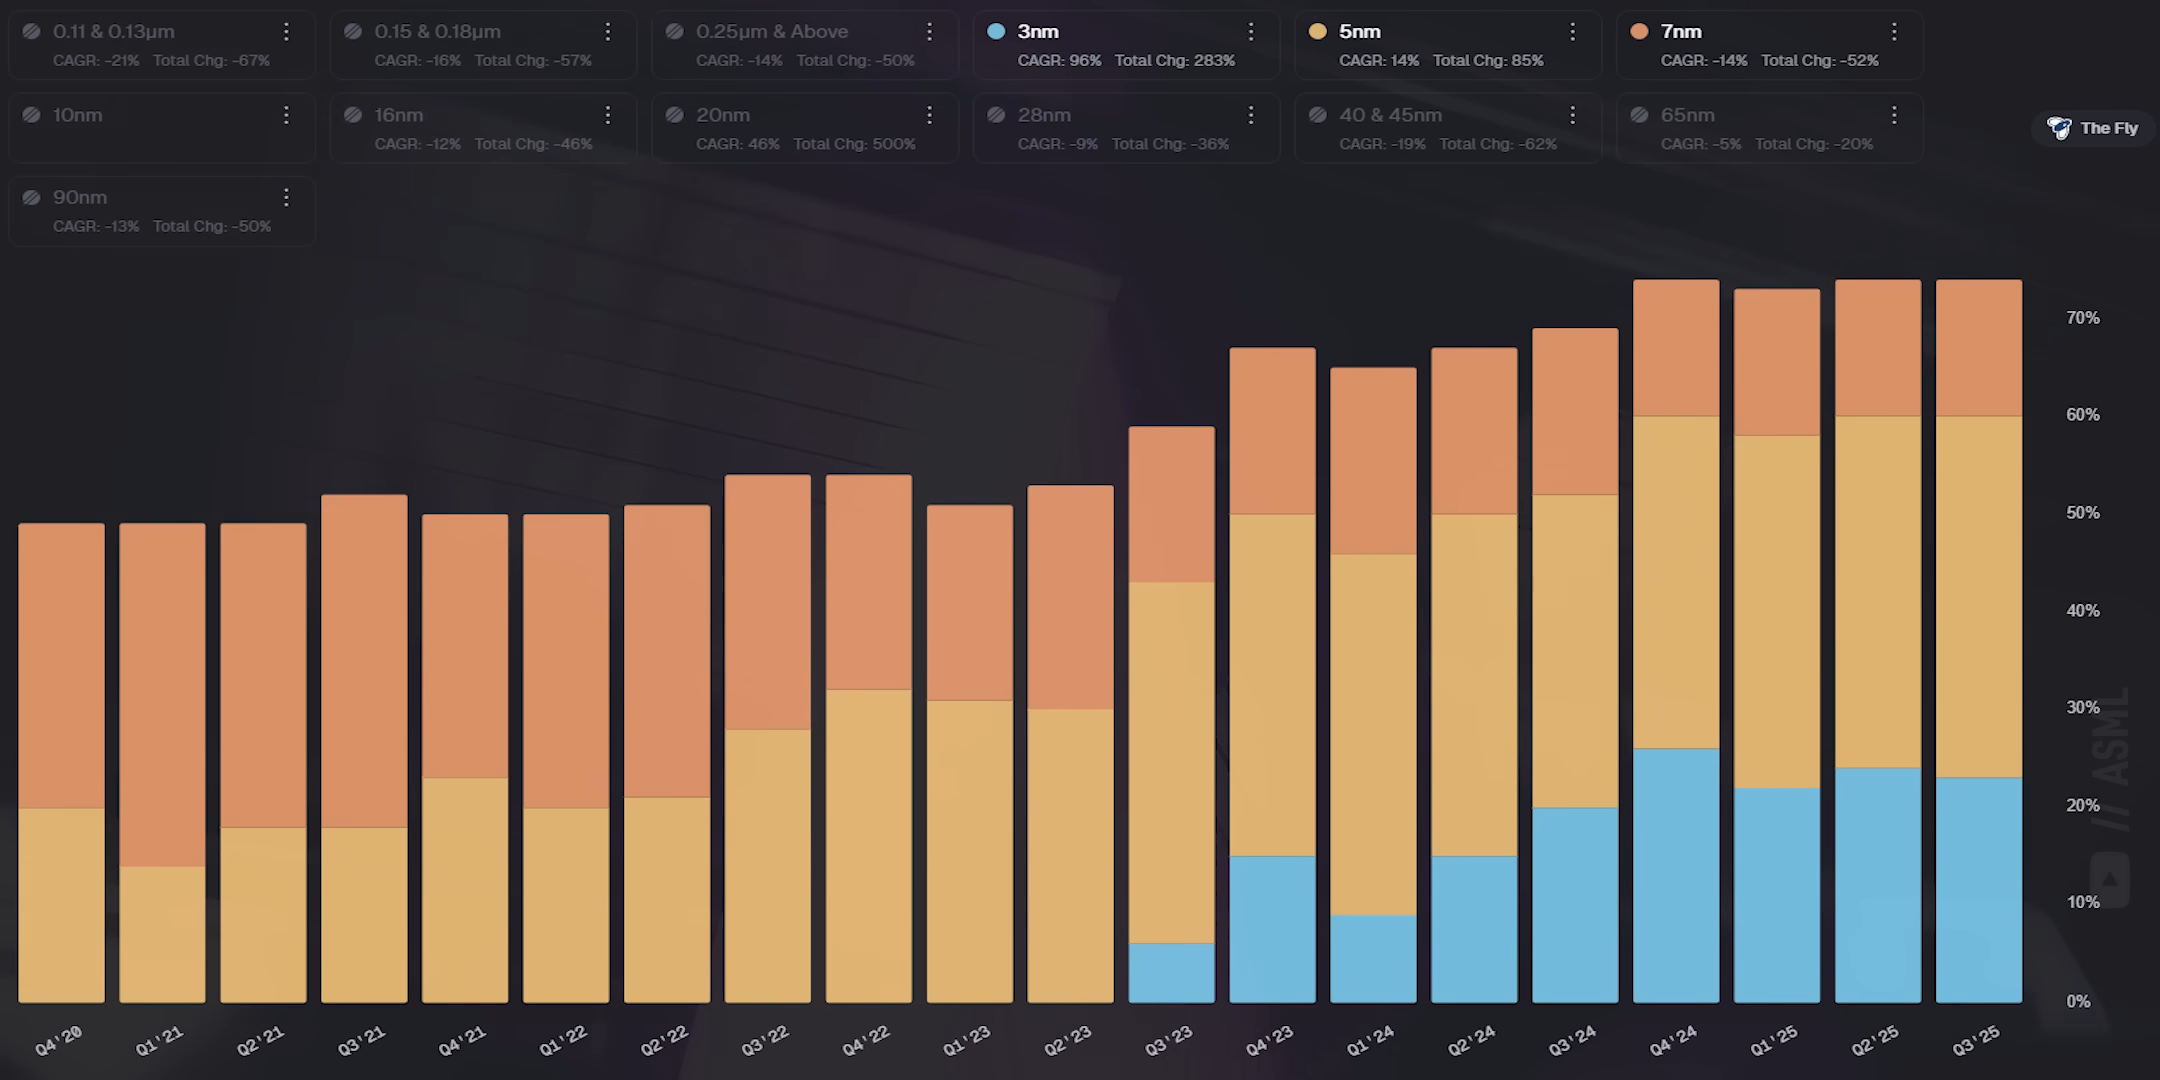 0.11 & 0.13μm
CAGR: -21% Total Chg: -67%
0.15 & 0.18μm
CAGR: -16% Total Chg: -57%
0.25μm & Above
CAGR: -14% Total Chg: -50%
3nm
CAGR: 96% Total Chg: 283%
5nm
CAGR: 14% Total Chg: 85%
7nm
CAGR: -14% Total Chg: -52%
10nm
16nm
CAGR: -12% Total Chg: -46%
20nm
CAGR: 46% Total Chg: 500%
28nm
CAGR: -9% Total Chg: -36%
40 & 45nm
CAGR: -19% Total Chg: -62%
65nm
CAGR: -5% Total Chg: -20%
The Fly
90nm
CAGR: -13% Total Chg: -50%
70%
60%
50%
40%
30%
20%
10%
0%
// ASML
Q4'20
Q1'21
Q2'21
Q3'21
Q4'21
Q1'22
Q2'22
Q3'22
Q4'22
Q1'23
Q2'23
Q3'23
Q4'23
Q1'24
Q2'24
Q3'24
Q4'24
Q1'25
Q2'25
Q3'25